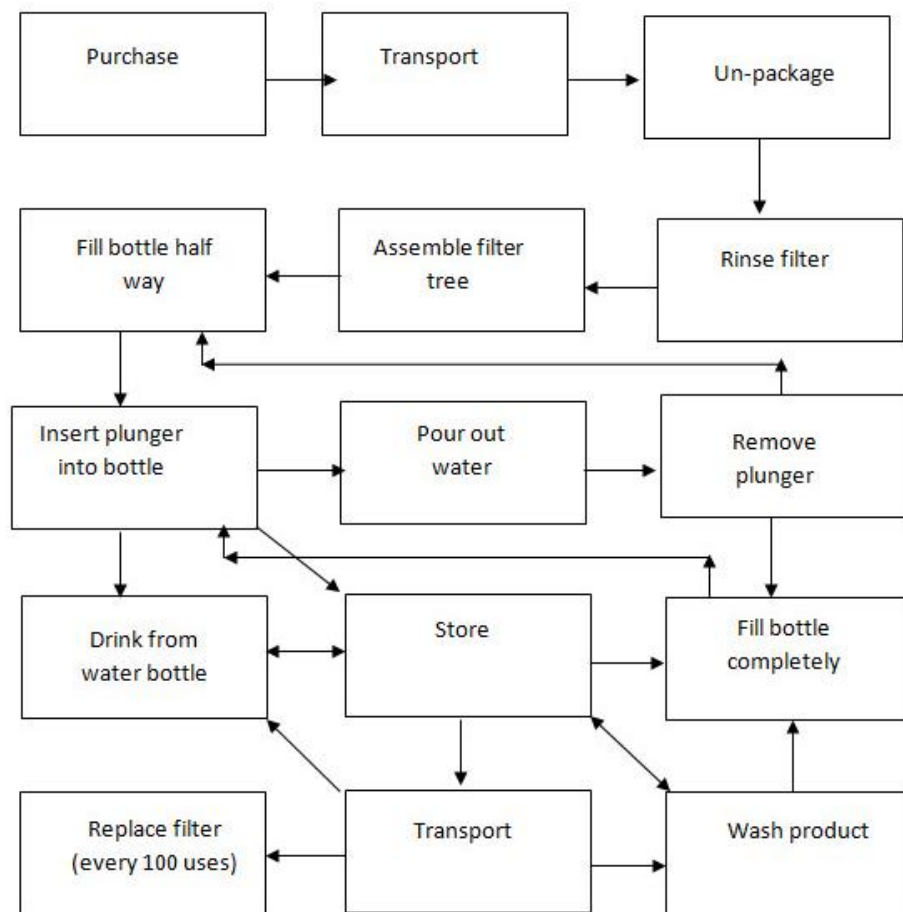 Purchase
Transport
Un-package
Fill bottle half
way
Assemble filter
tree
Rinse filter
Insert plunger
into bottle
Pour out
water
Remove
plunger
Drink from
water bottle
Store
Fill bottle
completely
Replace filter
(every 100 uses)
Transport
Wash product